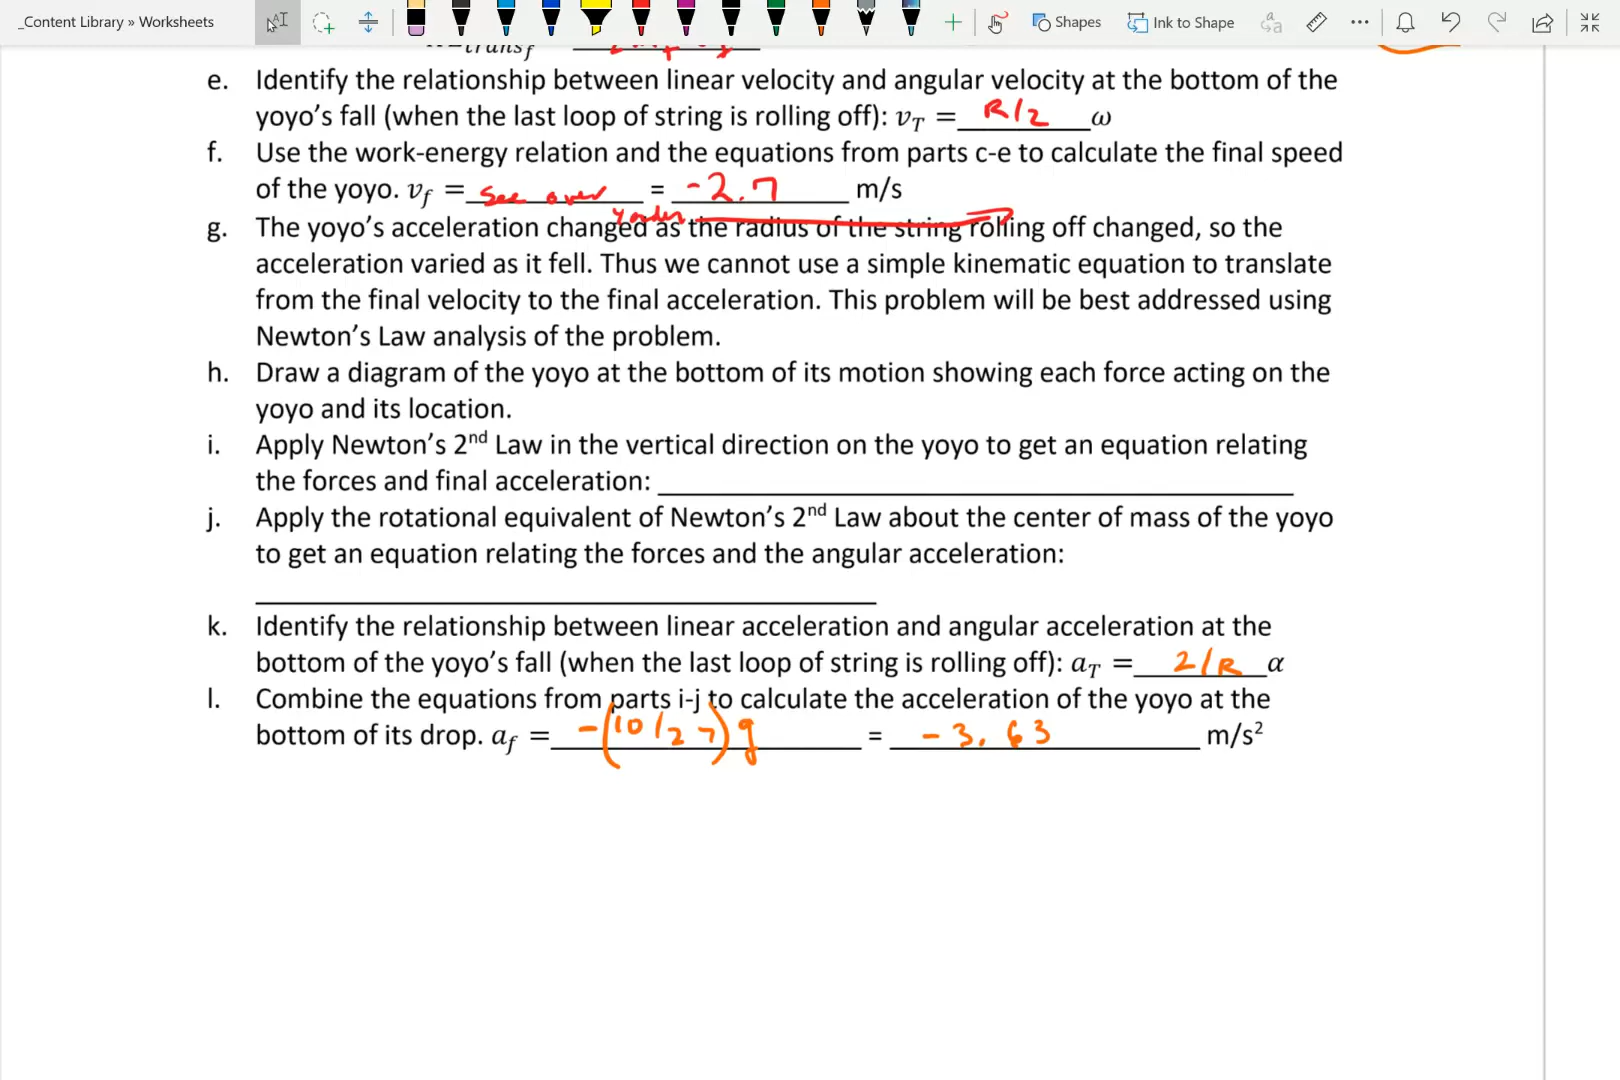 _Content Library » Worksheets
Shapes
Ink to Shape
trans f
e. Identify the relationship between linear velocity and angular velocity at the bottom of the
yoyo’s fall (when the last loop of string is rolling off): v_T = R/2 ω
f. Use the work-energy relation and the equations from parts c-e to calculate the final speed
of the yoyo. v_f = see over = -2.7 m/s
yonder
g. The yoyo’s acceleration changed as the radius of the string rolling off changed, so the
acceleration varied as it fell. Thus we cannot use a simple kinematic equation to translate
from the final velocity to the final acceleration. This problem will be best addressed using
Newton’s Law analysis of the problem.
h. Draw a diagram of the yoyo at the bottom of its motion showing each force acting on the
yoyo and its location.
i. Apply Newton’s 2nd Law in the vertical direction on the yoyo to get an equation relating
the forces and final acceleration:
j. Apply the rotational equivalent of Newton’s 2nd Law about the center of mass of the yoyo
to get an equation relating the forces and the angular acceleration:
k. Identify the relationship between linear acceleration and angular acceleration at the
bottom of the yoyo’s fall (when the last loop of string is rolling off): a_T = 2/R α
l. Combine the equations from parts i-j to calculate the acceleration of the yoyo at the
bottom of its drop. a_f = -(10/27)g = -3.63 m/s²